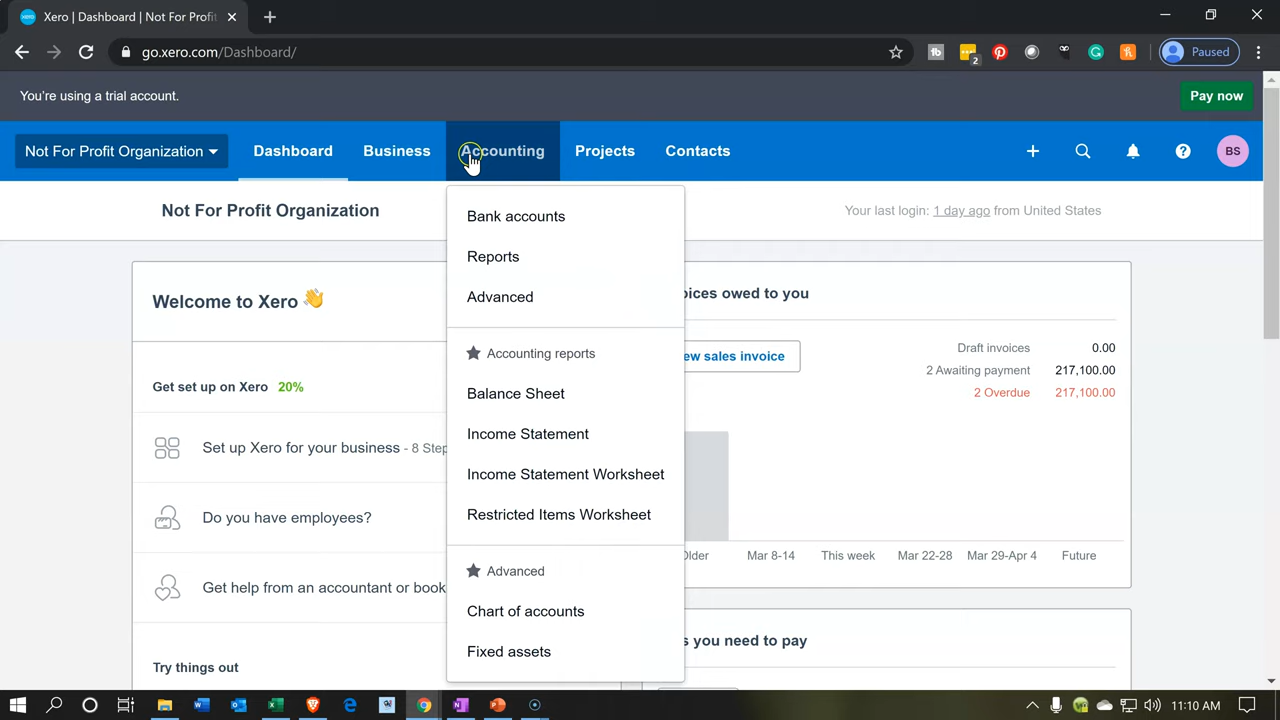 Xero | Dashboard | Not For Profit
go.xero.com/Dashboard/
2
Paused
You're using a trial account.
Pay now
Not For Profit Organization
Dashboard
Business
Accounting
Projects
Contacts
BS
Not For Profit Organization
Your last login: 1 day ago from United States
Bank accounts
Reports
Advanced
Accounting reports
Balance Sheet
Income Statement
Income Statement Worksheet
Restricted Items Worksheet
Advanced
Chart of accounts
Fixed assets
Welcome to Xero
Get set up on Xero 20%
Set up Xero for your business - 8 Step
Do you have employees?
Get help from an accountant or book
Try things out
oices owed to you
ew sales invoice
Draft invoices 0.00
2 Awaiting payment 217,100.00
2 Overdue 217,100.00
Older
Mar 8-14
This week
Mar 22-28
Mar 29-Apr 4
Future
s you need to pay
11:10 AM